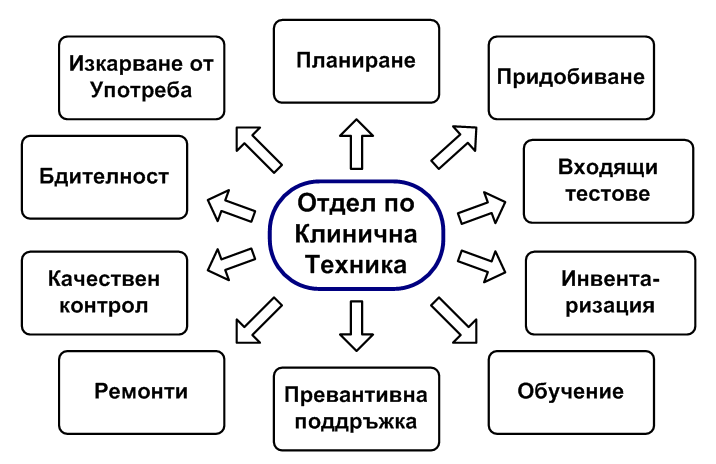 Планиране
Изкарване от
Употреба
Придобиване
Бдителност
Входящи
тестове
Отдел по
Клинична
Техника
Качествен
контрол
Инвента-
ризация
Ремонти
Превантивна
поддръжка
Обучение